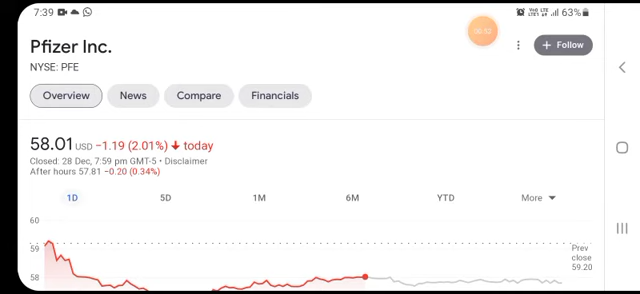 7:39 63%
00:52
Pfizer Inc.
Follow
NYSE: PFE
Overview News Compare Financials
58.01 USD −1.19 (2.01%) today
Closed: 28 Dec, 7:59 pm GMT-5 • Disclaimer
After hours 57.81 −0.20 (0.34%)
1D 5D 1M 6M YTD More
60
59
58
Prev
close
59.20